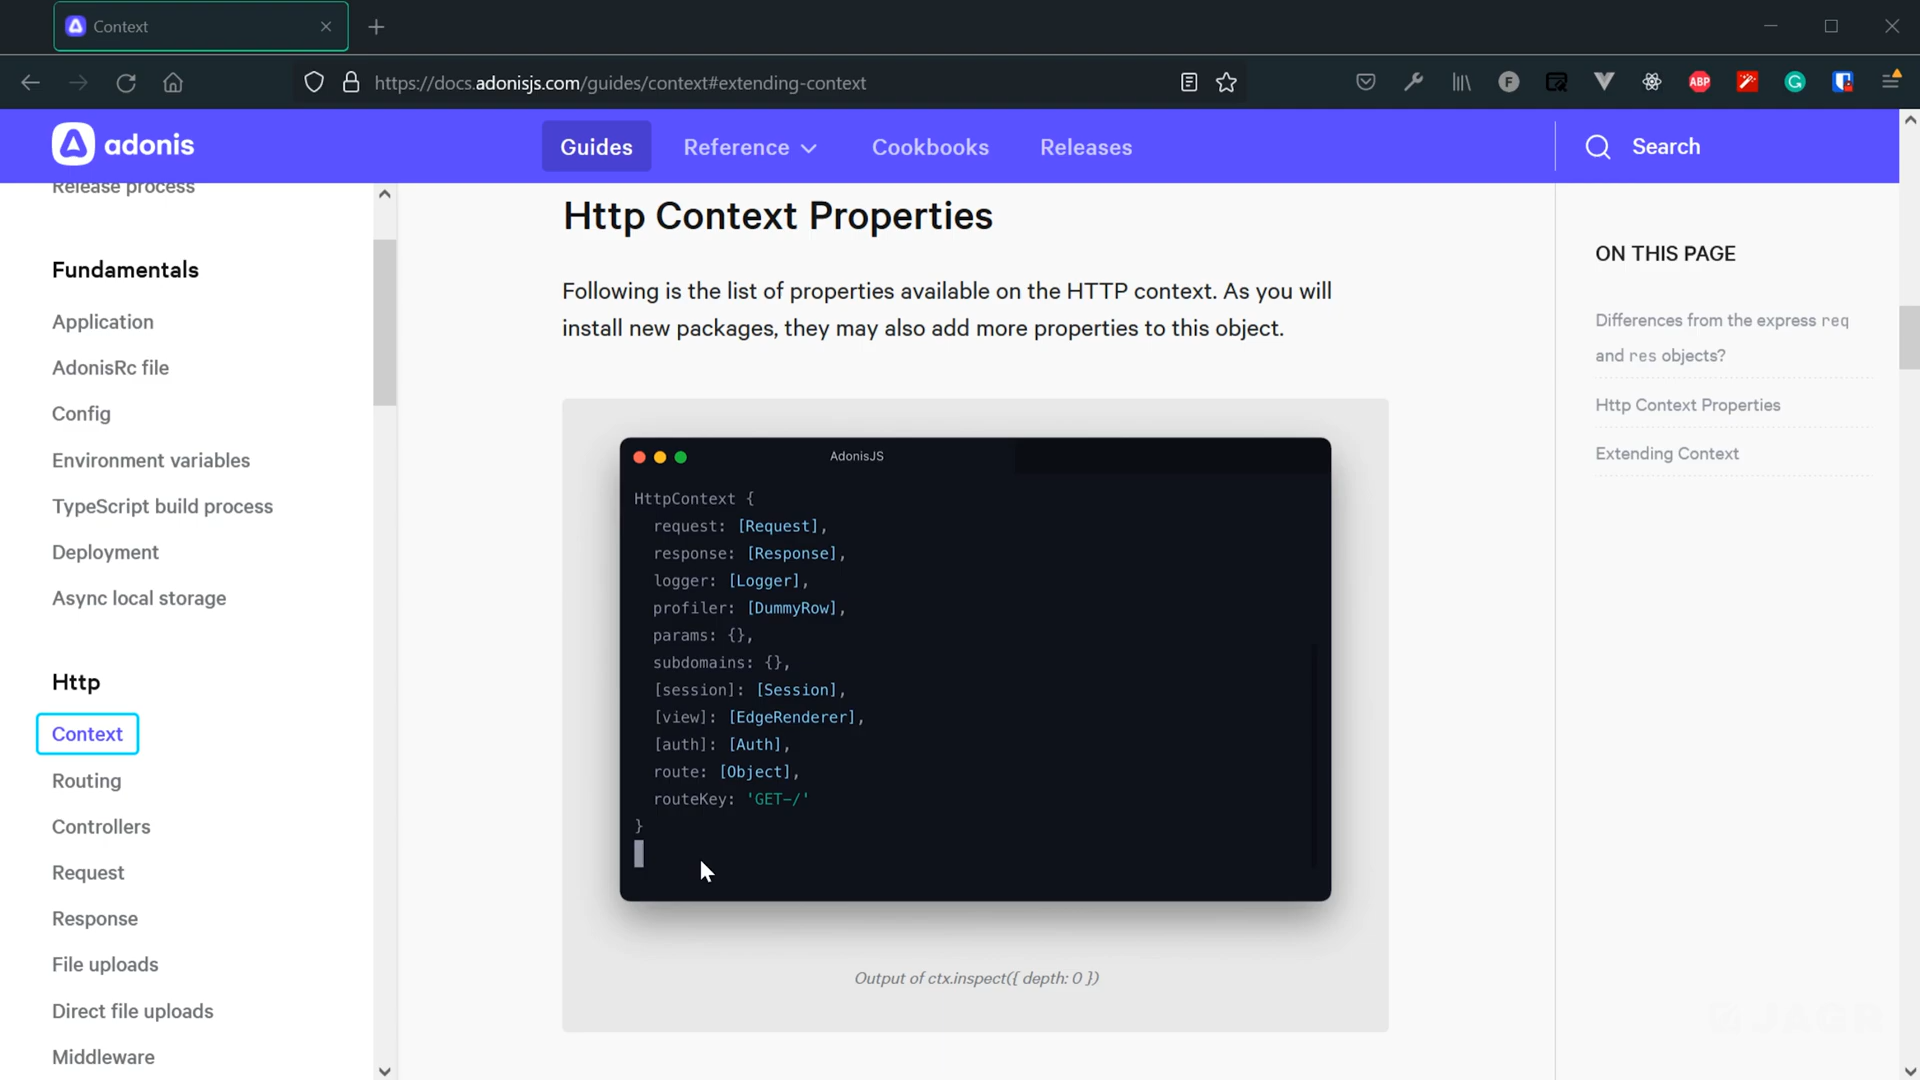 Context
https://docs.adonisjs.com/guides/context#extending-context
F
ABP
adonis
Guides
Reference
Cookbooks
Releases
Search
Release process
Fundamentals
Application
AdonisRc file
Config
Environment variables
TypeScript build process
Deployment
Async local storage
Http
Context
Routing
Controllers
Request
Response
File uploads
Direct file uploads
Middleware
Http Context Properties
Following is the list of properties available on the HTTP context. As you will
install new packages, they may also add more properties to this object.
AdonisJS
HttpContext {
request: [Request],
response: [Response],
logger: [Logger],
profiler: [DummyRow],
params: {},
subdomains: {},
[session]: [Session],
[view]: [EdgeRenderer],
[auth]: [Auth],
route: [Object],
routeKey: 'GET-/'
}
Output of ctx.inspect({ depth: 0 })
ON THIS PAGE
Differences from the express req
and res objects?
Http Context Properties
Extending Context